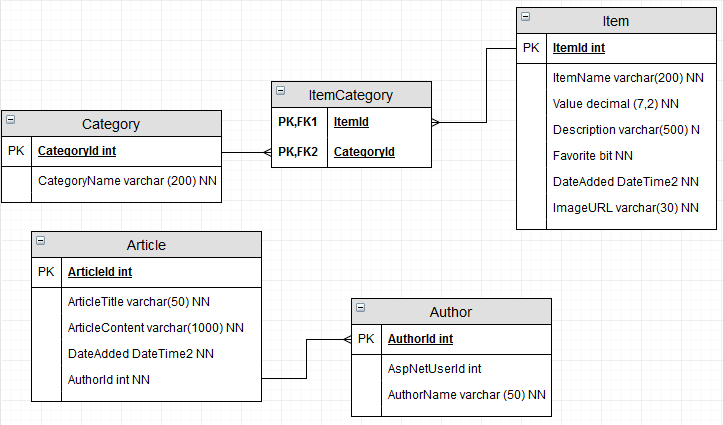 Item
PK ItemId int
ItemName varchar(200) NN
Value decimal (7,2) NN
Description varchar(500) N
Favorite bit NN
DateAdded DateTime2 NN
ImageURL varchar(30) NN
ItemCategory
PK,FK1 ItemId
PK,FK2 CategoryId
Category
PK CategoryId int
CategoryName varchar (200) NN
Article
PK ArticleId int
ArticleTitle varchar(50) NN
ArticleContent varchar(1000) NN
DateAdded DateTime2 NN
AuthorId int NN
Author
PK AuthorId int
AspNetUserId int
AuthorName varchar (50) NN